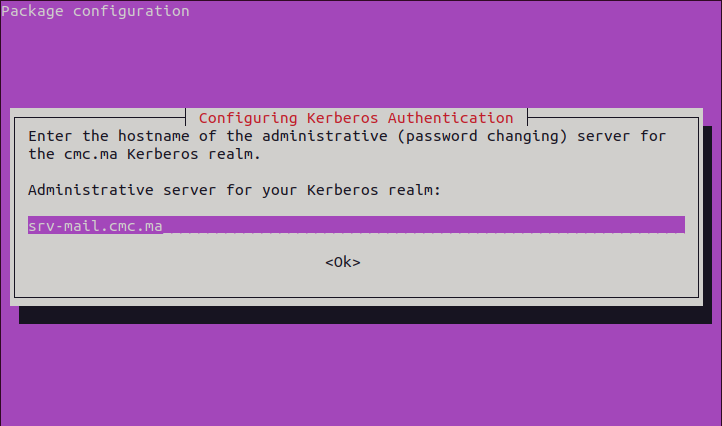 Package configuration
Configuring Kerberos Authentication
Enter the hostname of the administrative (password changing) server for
the cmc.ma Kerberos realm.
Administrative server for your Kerberos realm:
srv-mail.cmc.ma
<Ok>